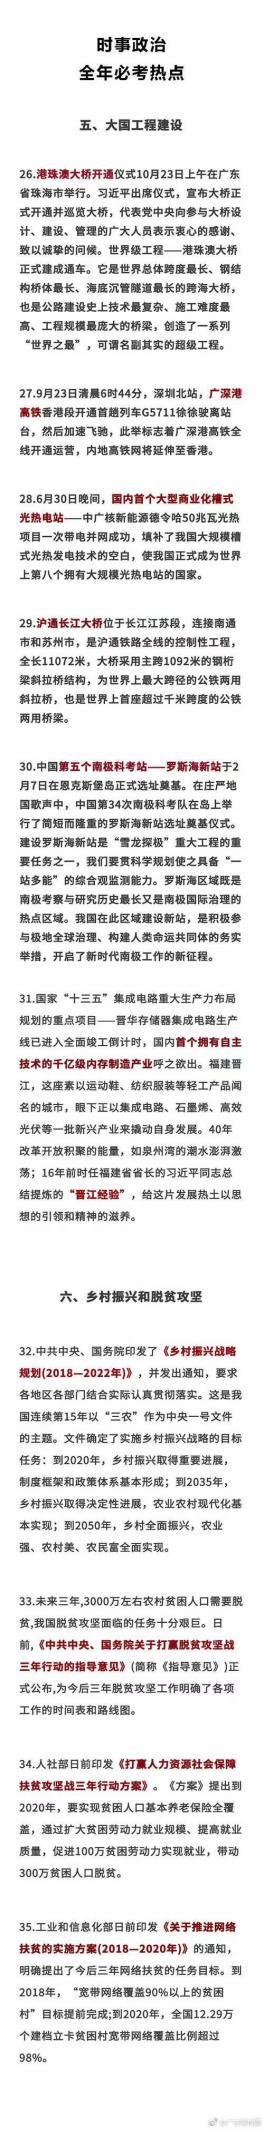 时事政治
全年必考热点
五、大国工程建设
26.港珠澳大桥开通仪式10月23日上午在广东
省珠海市举行。习近平出席仪式，宣布大桥正
式开通并巡览大桥，代表党中央向参与大桥设
计、建设、管理的广大人员表示衷心的感谢、
致以诚挚的问候。世界级工程——港珠澳大桥
正式建成通车。它是世界总体跨度最长、钢结
构桥体最长、海底沉管隧道最长的跨海大桥，
也是公路建设史上技术最复杂、施工难度最
高、工程规模最庞大的桥梁，创造了一系列
“世界之最”，可谓名副其实的超级工程。
27.9月23日清晨6时44分，深圳北站，广深港
高铁香港段开通首趟列车G5711徐徐驶离站
台，然后加速飞驰，此举标志着广深港高铁全
线开通运营，内地高铁网将延伸至香港。
28.6月30日晚间，国内首个大型商业化槽式
光热电站——中广核新能源德令哈50兆瓦光热
项目一次带电并网成功，填补了我国大规模槽
式光热发电技术的空白，使我国正式成为世界
上第八个拥有大规模光热电站的国家。
29.沪通长江大桥位于长江江苏段，连接南通
市和苏州市，是沪通铁路全线的控制性工程，
全长11072米，大桥采用主跨1092米的钢桁
梁斜拉桥结构，为世界上最大跨径的公铁两用
斜拉桥，也是世界上首座超过千米跨度的公铁
两用桥梁。
30.中国第五个南极科考站——罗斯海新站于2
月7日在恩克斯堡岛正式选址奠基。在庄严地
国歌声中，中国第34次南极科考队在岛上举
行了简短而隆重的罗斯海新站选址奠基仪式。
建设罗斯海新站是“雪龙探极”重大工程的重
要任务之一，我们要贯科学规划使之具备“一
站多能”的综合观监测能力。罗斯海区域既是
南极考察与研究历史最长又是南极国际治理的
热点区域。我国在此区域建设新站，是积极参
与极地全球治理、构建人类命运共同体的务实
举措，开启了新时代南极工作的新征程。
31.国家“十三五”集成电路重大生产力布局
规划的重点项目——晋华存储器集成电路生产
线已进入全面竣工倒计时，国内首个拥有自主
技术的千亿级内存制造产业呼之欲出。福建晋
江，这座素以运动鞋、纺织服装等轻工产品闻
名的城市，眼下正以集成电路、石墨烯、高效
光伏等一批新兴产业来撬动自身发展。40年
改革开放积聚的能量，如泉州湾的潮水澎湃激
荡；16年前时任福建省省长的习近平同志总
结提炼的“晋江经验”，给这片发展热土以思
想的引领和精神的滋养。
六、乡村振兴和脱贫攻坚
32.中共中央、国务院印发了《乡村振兴战略
规划(2018—2022年)》，并发出通知，要求
各地区各部门结合实际认真贯彻落实。这是我
国连续第15年以“三农”作为中央一号文件
的主题。文件确定了实施乡村振兴战略的目标
任务：到2020年，乡村振兴取得重要进展，
制度框架和政策体系基本形成；到2035年，
乡村振兴取得决定性进展，农业农村现代化基
本实现；到2050年，乡村全面振兴，农业
强、农村美、农民富全面实现。
33.未来三年,3000万左右农村贫困人口需要脱
贫,我国脱贫攻坚面临的任务十分艰巨。日
前,《中共中央、国务院关于打赢脱贫攻坚战
三年行动的指导意见》(简称《指导意见》)正
式公布,为今后三年脱贫攻坚工作明确了各项
工作的时间表和路线图。
34.人社部日前印发《打赢人力资源社会保障
扶贫攻坚战三年行动方案》。《方案》提出到
2020年，要实现贫困人口基本养老保险全覆
盖，通过扩大贫困劳动力就业规模、提高就业
质量，促进100万贫困劳动力实现就业，带动
300万贫困人口脱贫。
35.工业和信息化部日前印发《关于推进网络
扶贫的实施方案(2018—2020年)》的通知，
明确提出了今后三年网络扶贫的任务目标。到
2018年，“宽带网络覆盖90%以上的贫困
村”目标提前完成;到2020年，全国12.29万
个建档立卡贫困村宽带网络覆盖比例超过
98%。